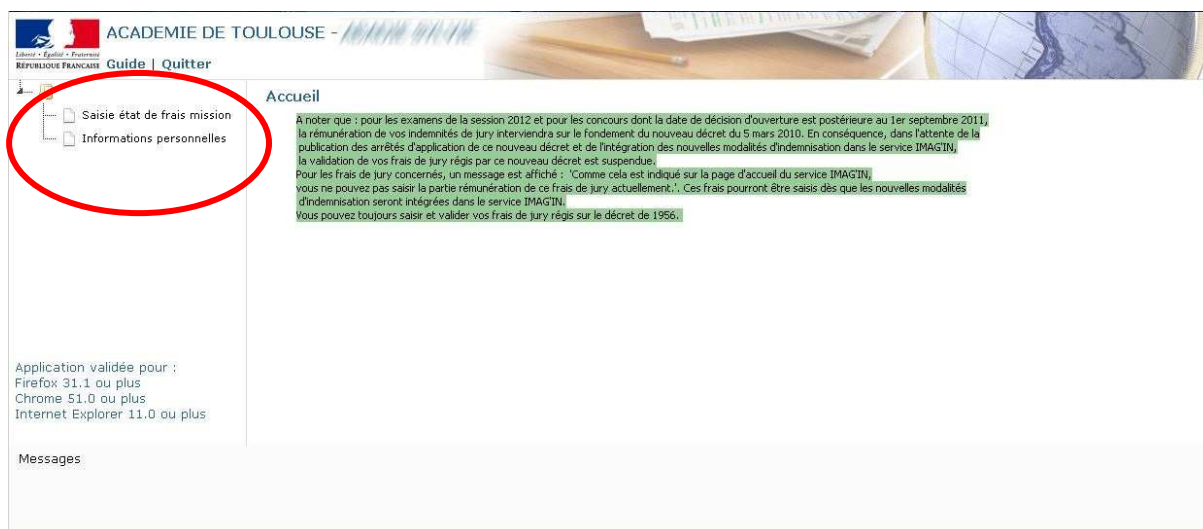 ACADEMIE DE TOULOUSE -
Liberté • Égalité • Fraternité
RÉPUBLIQUE FRANÇAISE
Guide | Quitter
Saisie état de frais mission
Informations personnelles
Accueil
A noter que : pour les examens de la session 2012 et pour les concours dont la date de décision d'ouverture est postérieure au 1er septembre 2011,
la rémunération de vos indemnités de jury interviendra sur le fondement du nouveau décret du 5 mars 2010. En conséquence, dans l'attente de la
publication des arrêtés d'application de ce nouveau décret et de l'intégration des nouvelles modalités d'indemnisation dans le service IMAG'IN,
la validation de vos frais de jury régis par ce nouveau décret est suspendue.
Pour les frais de jury concernés, un message est affiché : 'Comme cela est indiqué sur la page d'accueil du service IMAG'IN,
vous ne pouvez pas saisir la partie rémunération de ce frais de jury actuellement.'. Ces frais pourront être saisis dès que les nouvelles modalités
d'indemnisation seront intégrées dans le service IMAG'IN.
Vous pouvez toujours saisir et valider vos frais de jury régis sur le décret de 1956.
Application validée pour :
Firefox 31.1 ou plus
Chrome 51.0 ou plus
Internet Explorer 11.0 ou plus
Messages